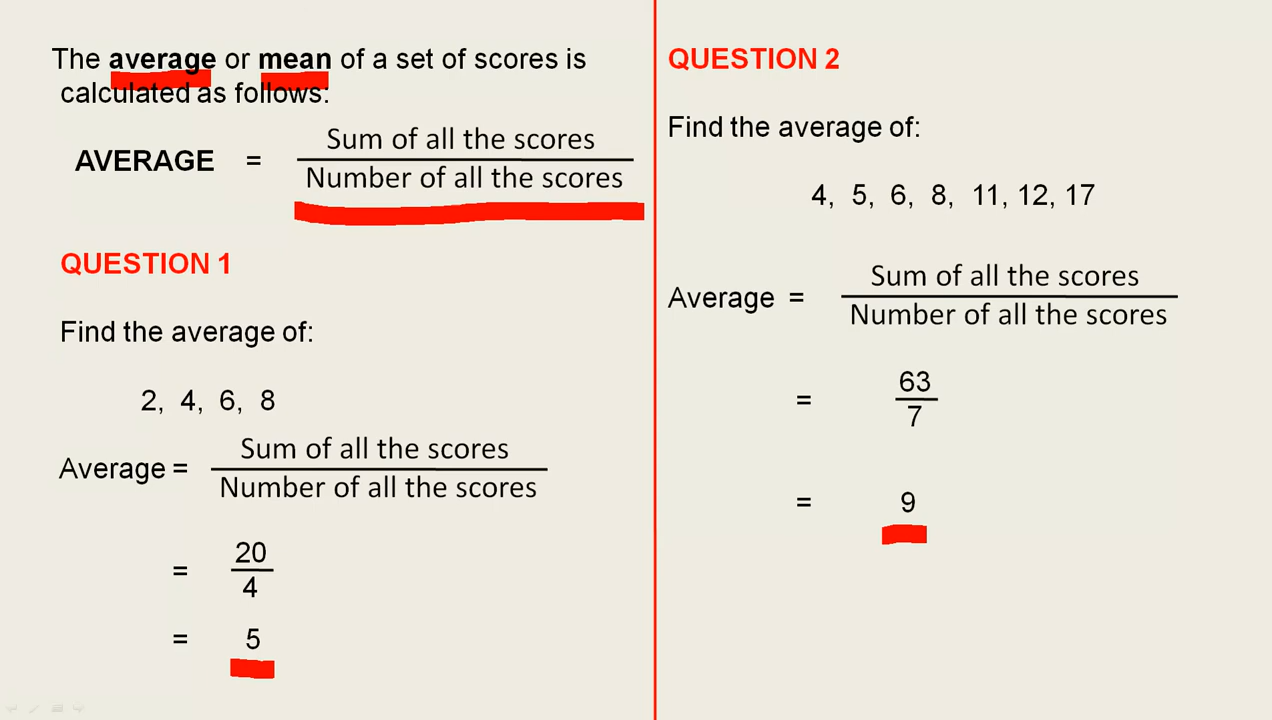 The average or mean of a set of scores is
calculated as follows:
AVERAGE = Sum of all the scores
Number of all the scores
QUESTION 1
Find the average of:
2, 4, 6, 8
Average = Sum of all the scores
Number of all the scores
= 20
4
= 5
QUESTION 2
Find the average of:
4, 5, 6, 8, 11, 12, 17
Average = Sum of all the scores
Number of all the scores
= 63
7
= 9